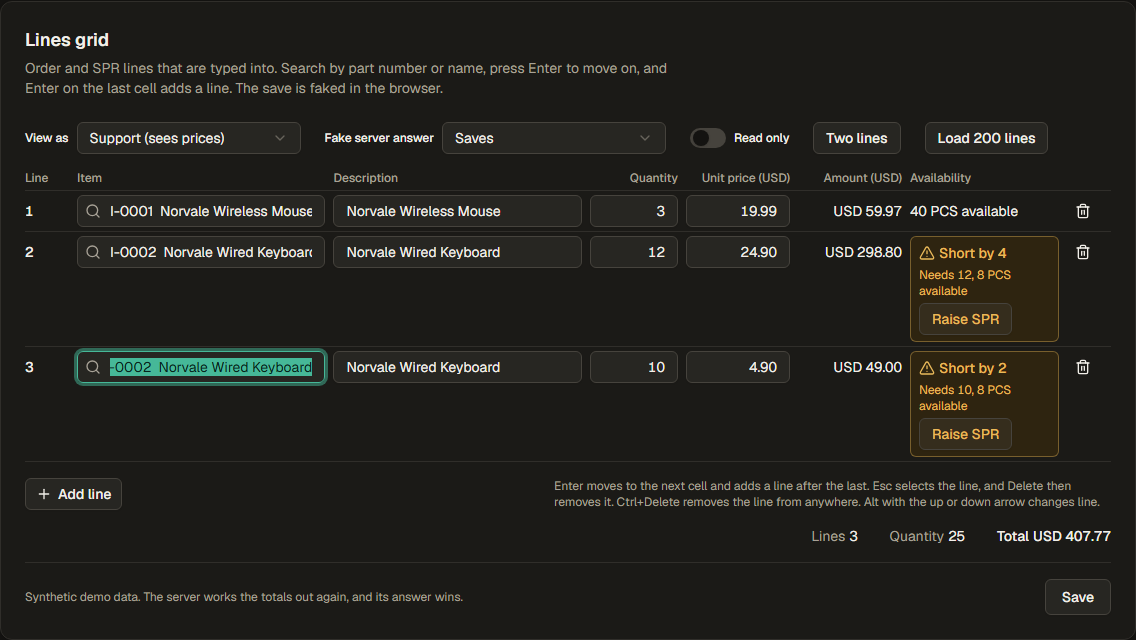 Lines grid
Order and SPR lines that are typed into. Search by part number or name, press Enter to move on, and
Enter on the last cell adds a line. The save is faked in the browser.
View as Support (sees prices) Fake server answer Saves Read only Two lines Load 200 lines
Line Item Description Quantity Unit price (USD) Amount (USD) Availability
1 I-0001 Norvale Wireless Mouse Norvale Wireless Mouse 3 19.99 USD 59.97 40 PCS available
2 I-0002 Norvale Wired Keyboard Norvale Wired Keyboard 12 24.90 USD 298.80 Short by 4
Needs 12, 8 PCS
available
Raise SPR
3 -0002 Norvale Wired Keyboard Norvale Wired Keyboard 10 4.90 USD 49.00 Short by 2
Needs 10, 8 PCS
available
Raise SPR
+ Add line
Enter moves to the next cell and adds a line after the last. Esc selects the line, and Delete then
removes it. Ctrl+Delete removes the line from anywhere. Alt with the up or down arrow changes line.
Lines 3 Quantity 25 Total USD 407.77
Synthetic demo data. The server works the totals out again, and its answer wins.
Save